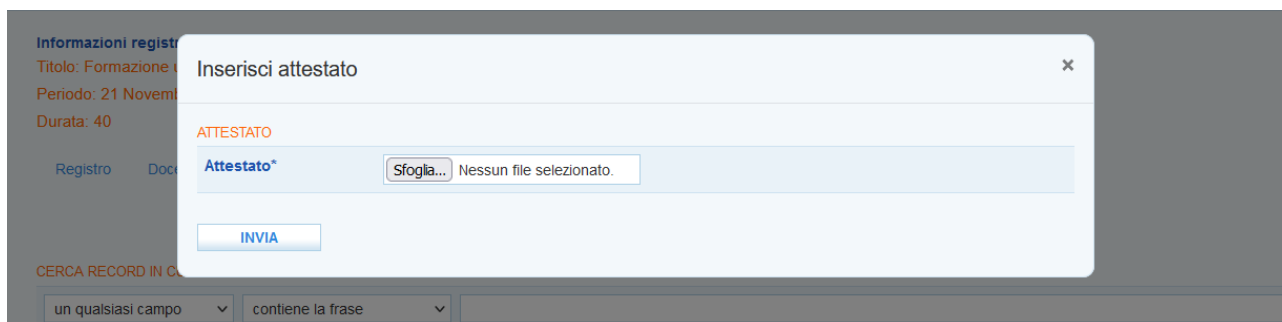 Informazioni registr
Inserisci attestato ×
Titolo: Formazione
Periodo: 21 Novemb
Durata: 40
ATTESTATO
Attestato* Sfoglia... Nessun file selezionato.
Registro Doce
INVIA
CERCA RECORD IN C
un qualsiasi campo contiene la frase